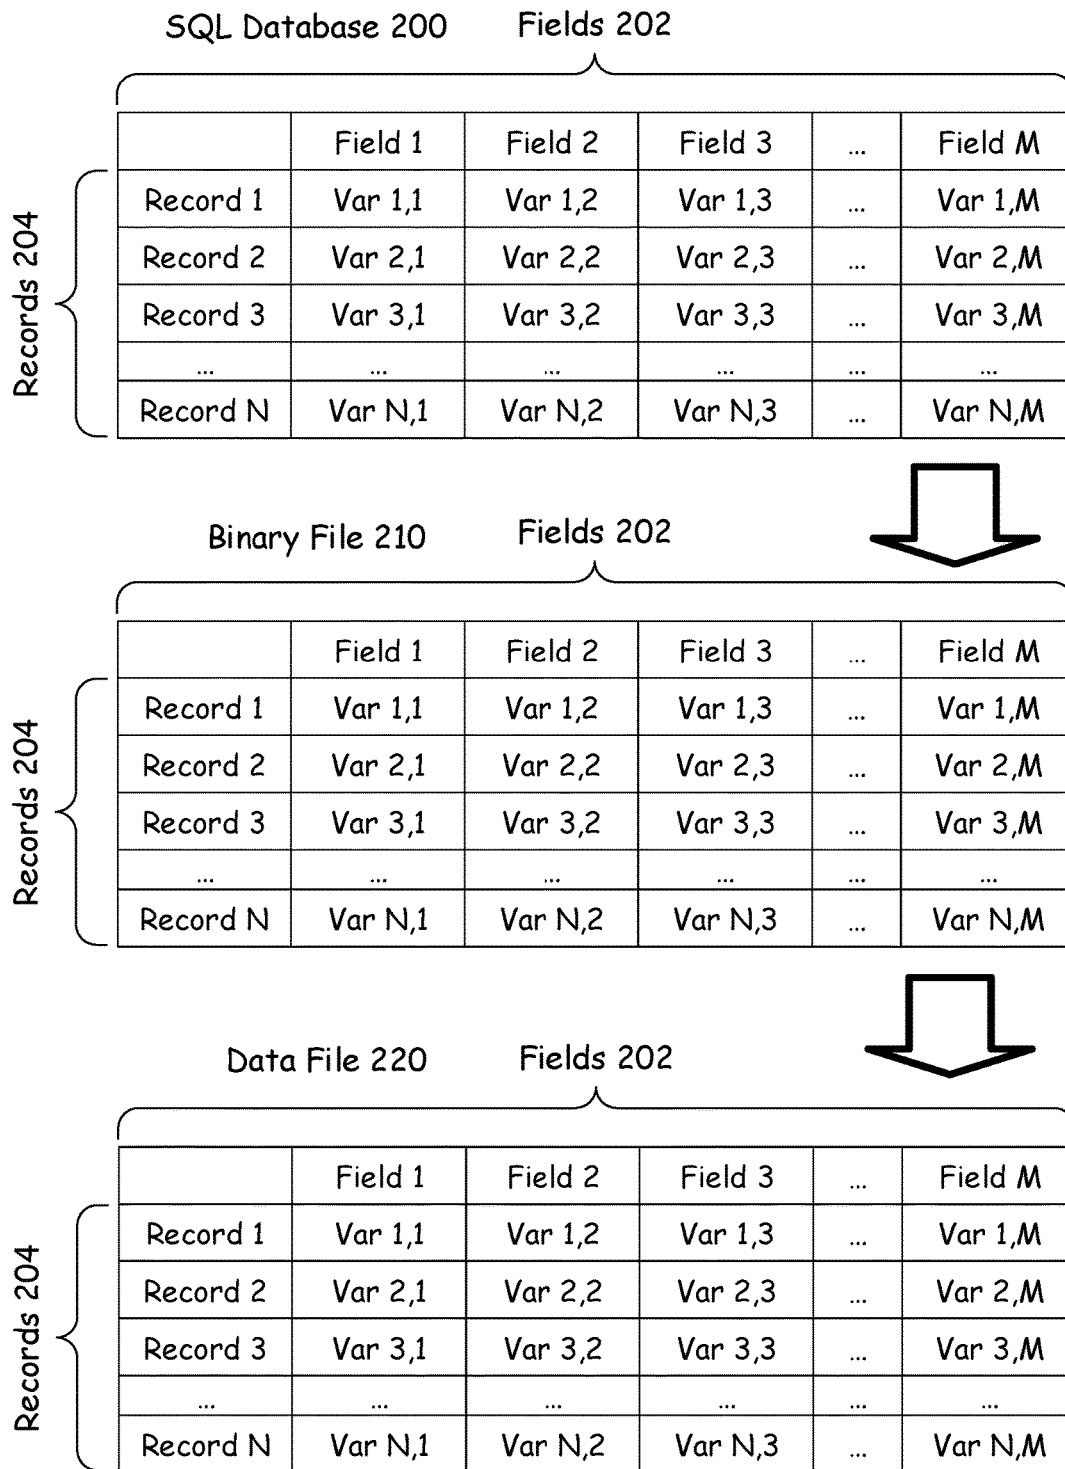 SQL Database 200 Fields 202
Field 1 Field 2 Field 3 ... Field M
Records 204
Record 1 Var 1,1 Var 1,2 Var 1,3 ... Var 1,M
Record 2 Var 2,1 Var 2,2 Var 2,3 ... Var 2,M
Record 3 Var 3,1 Var 3,2 Var 3,3 ... Var 3,M
... ... ... ... ... ...
Record N Var N,1 Var N,2 Var N,3 ... Var N,M
Binary File 210 Fields 202
Field 1 Field 2 Field 3 ... Field M
Records 204
Record 1 Var 1,1 Var 1,2 Var 1,3 ... Var 1,M
Record 2 Var 2,1 Var 2,2 Var 2,3 ... Var 2,M
Record 3 Var 3,1 Var 3,2 Var 3,3 ... Var 3,M
... ... ... ... ... ...
Record N Var N,1 Var N,2 Var N,3 ... Var N,M
Data File 220 Fields 202
Field 1 Field 2 Field 3 ... Field M
Records 204
Record 1 Var 1,1 Var 1,2 Var 1,3 ... Var 1,M
Record 2 Var 2,1 Var 2,2 Var 2,3 ... Var 2,M
Record 3 Var 3,1 Var 3,2 Var 3,3 ... Var 3,M
... ... ... ... ... ...
Record N Var N,1 Var N,2 Var N,3 ... Var N,M